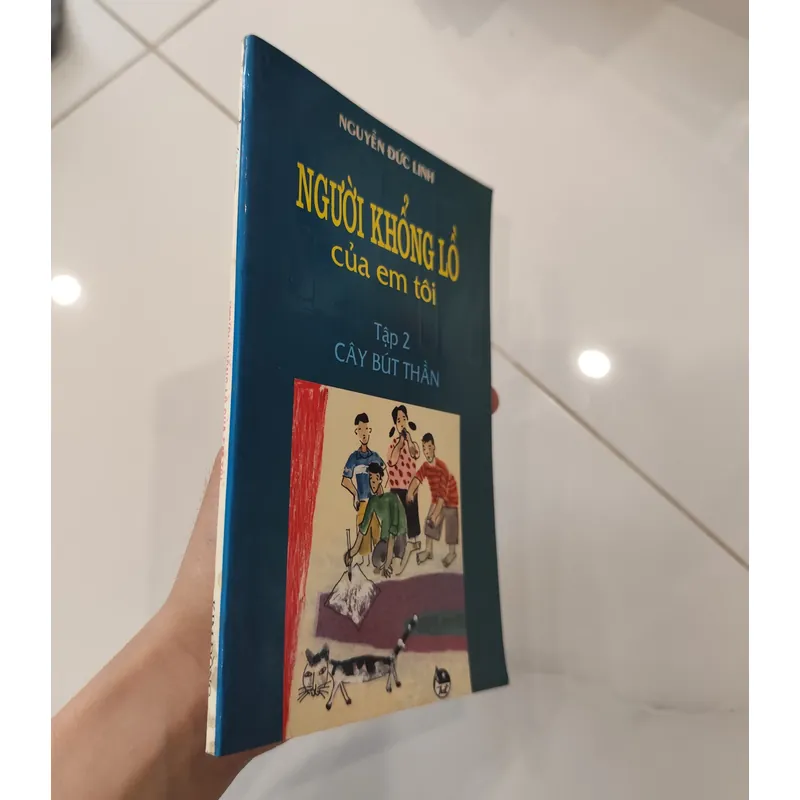 NGUYỄN ĐỨC LINH
NGƯỜI KHỔNG LỒ
của em tôi
Tập 2
CÂY BÚT THẦN